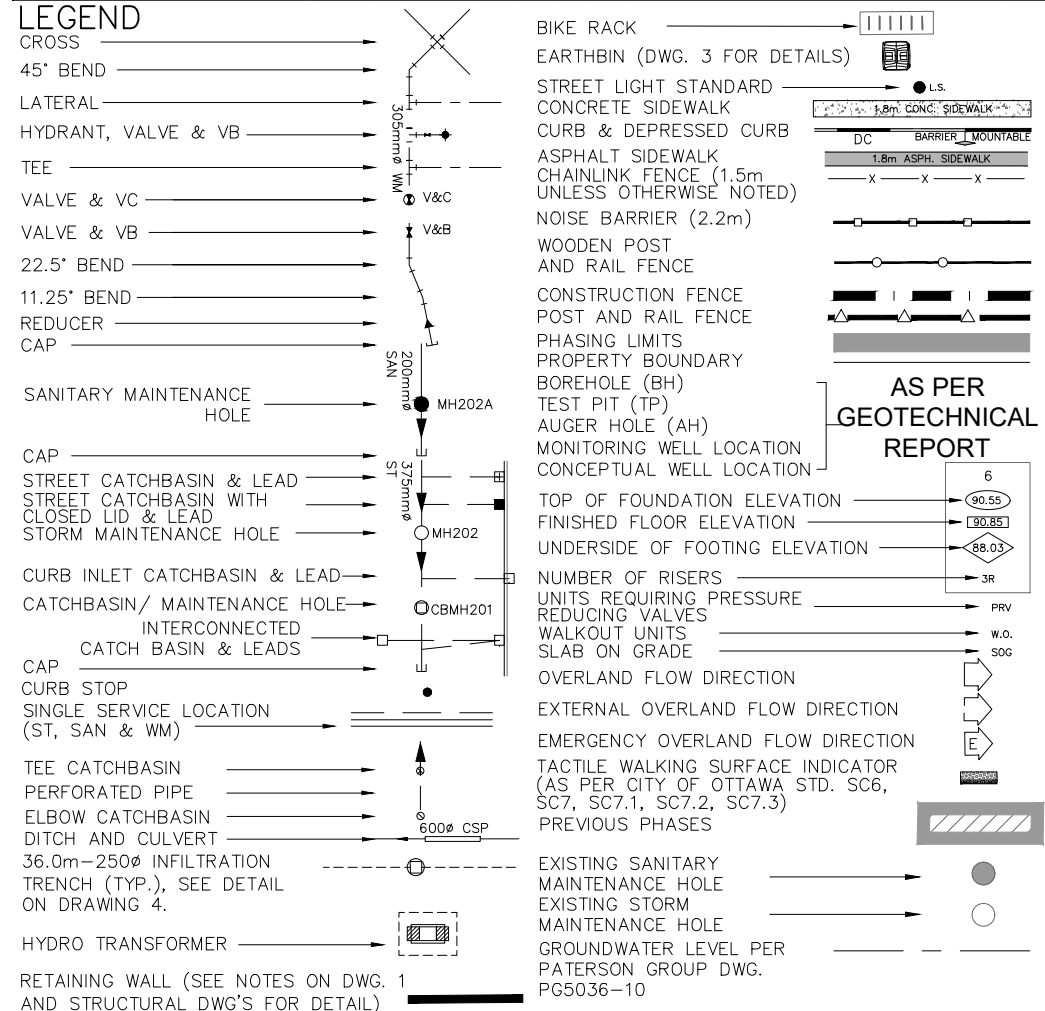 LEGEND
CROSS
45° BEND
LATERAL
HYDRANT, VALVE & VB
TEE
VALVE & VC
VALVE & VB
22.5° BEND
11.25° BEND
REDUCER
CAP
305mmø WM
V&C
V&B
200mmø
SAN
SANITARY MAINTENANCE
HOLE
MH202A
CAP
375mmø
ST
STREET CATCHBASIN & LEAD
STREET CATCHBASIN WITH
CLOSED LID & LEAD
STORM MAINTENANCE HOLE
MH202
CURB INLET CATCHBASIN & LEAD
CATCHBASIN/ MAINTENANCE HOLE
CBMH201
INTERCONNECTED
CATCH BASIN & LEADS
CAP
CURB STOP
SINGLE SERVICE LOCATION
(ST, SAN & WM)
TEE CATCHBASIN
PERFORATED PIPE
ELBOW CATCHBASIN
DITCH AND CULVERT
600ø CSP
36.0m-250ø INFILTRATION
TRENCH (TYP.), SEE DETAIL
ON DRAWING 4.
HYDRO TRANSFORMER
RETAINING WALL (SEE NOTES ON DWG. 1
AND STRUCTURAL DWG'S FOR DETAIL)
BIKE RACK
EARTHBIN (DWG. 3 FOR DETAILS)
STREET LIGHT STANDARD
L.S.
CONCRETE SIDEWALK
1.8m CONC. SIDEWALK
CURB & DEPRESSED CURB
DC
BARRIER
MOUNTABLE
ASPHALT SIDEWALK
1.8m ASPH. SIDEWALK
CHAINLINK FENCE (1.5m
UNLESS OTHERWISE NOTED)
X X X
NOISE BARRIER (2.2m)
WOODEN POST
AND RAIL FENCE
CONSTRUCTION FENCE
POST AND RAIL FENCE
PHASING LIMITS
PROPERTY BOUNDARY
BOREHOLE (BH)
TEST PIT (TP)
AUGER HOLE (AH)
MONITORING WELL LOCATION
CONCEPTUAL WELL LOCATION
AS PER
GEOTECHNICAL
REPORT
6
TOP OF FOUNDATION ELEVATION
90.55
FINISHED FLOOR ELEVATION
90.85
UNDERSIDE OF FOOTING ELEVATION
88.03
NUMBER OF RISERS
3R
UNITS REQUIRING PRESSURE
REDUCING VALVES
PRV
WALKOUT UNITS
W.O.
SLAB ON GRADE
SOG
OVERLAND FLOW DIRECTION
EXTERNAL OVERLAND FLOW DIRECTION
EMERGENCY OVERLAND FLOW DIRECTION
E
TACTILE WALKING SURFACE INDICATOR
(AS PER CITY OF OTTAWA STD. SC6,
SC7, SC7.1, SC7.2, SC7.3)
PREVIOUS PHASES
EXISTING SANITARY
MAINTENANCE HOLE
EXISTING STORM
MAINTENANCE HOLE
GROUNDWATER LEVEL PER
PATERSON GROUP DWG.
PG5036-10